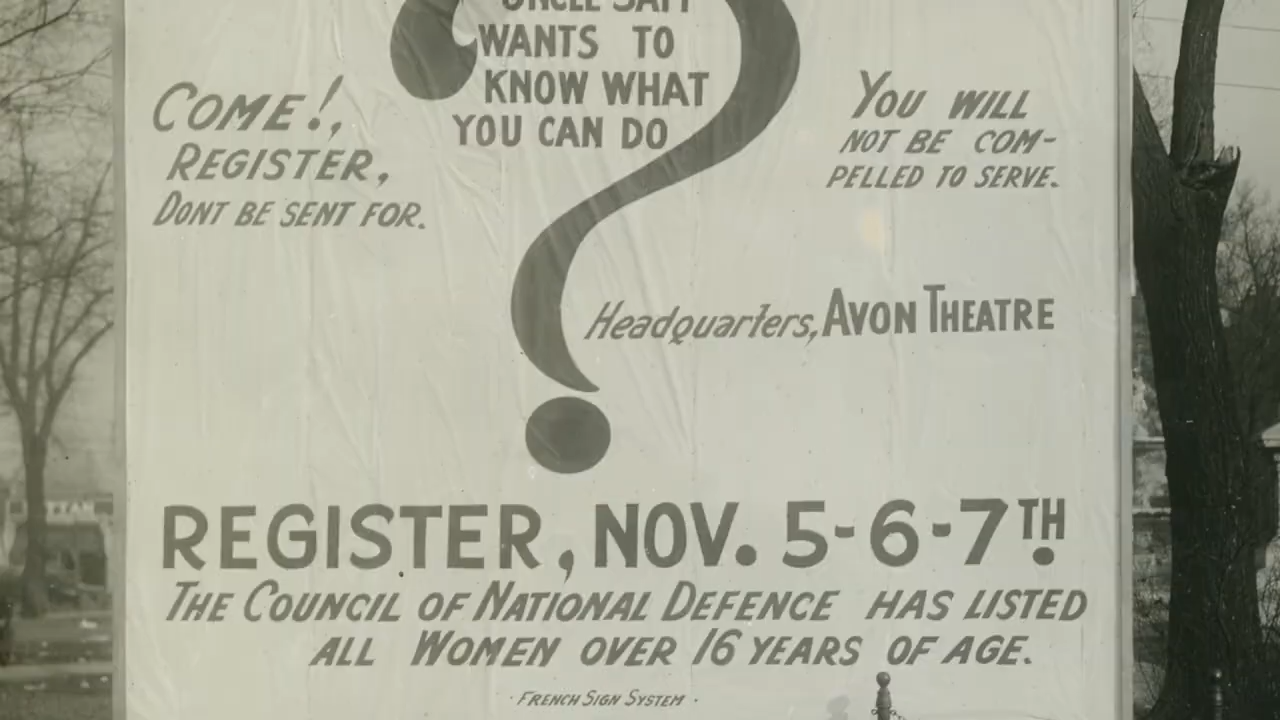 UNCLE SAM
WANTS TO
KNOW WHAT
YOU CAN DO
COME!,
REGISTER,
DONT BE SENT FOR.
YOU WILL
NOT BE COM-
PELLED TO SERVE.
Headquarters, AVON THEATRE
REGISTER, NOV. 5-6-7TH.
THE COUNCIL OF NATIONAL DEFENCE HAS LISTED
ALL WOMEN OVER 16 YEARS OF AGE.
· FRENCH SIGN SYSTEM ·